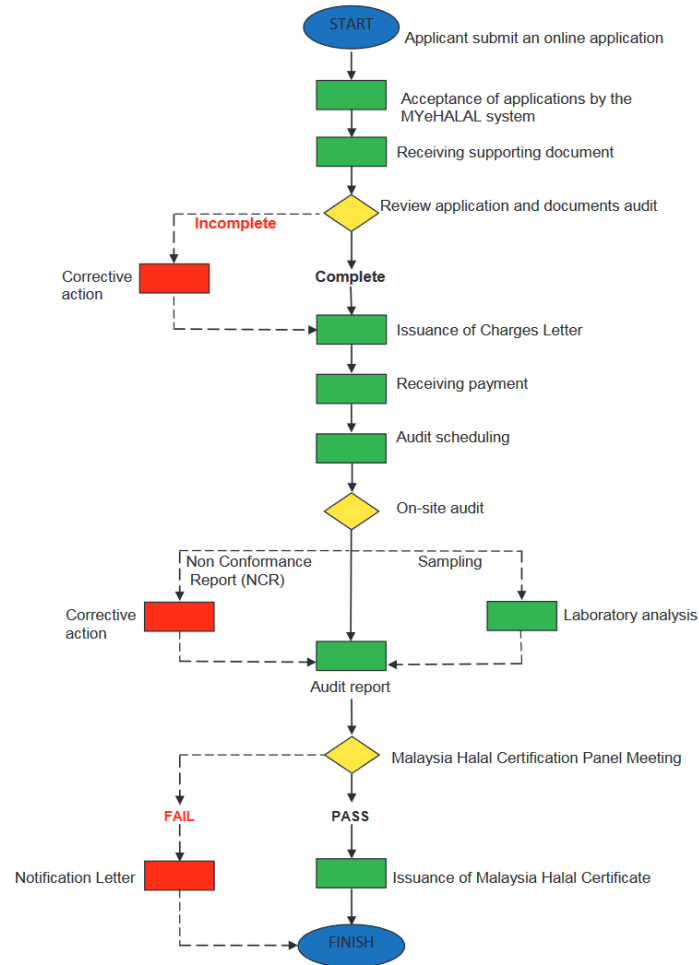 START
Applicant submit an online application
Acceptance of applications by the
MYeHALAL system
Receiving supporting document
Review application and documents audit
Incomplete
Corrective
action
Complete
Issuance of Charges Letter
Receiving payment
Audit scheduling
On-site audit
Non Conformance
Report (NCR)
Sampling
Corrective
action
Laboratory analysis
Audit report
Malaysia Halal Certification Panel Meeting
FAIL
PASS
Notification Letter
Issuance of Malaysia Halal Certificate
FINISH